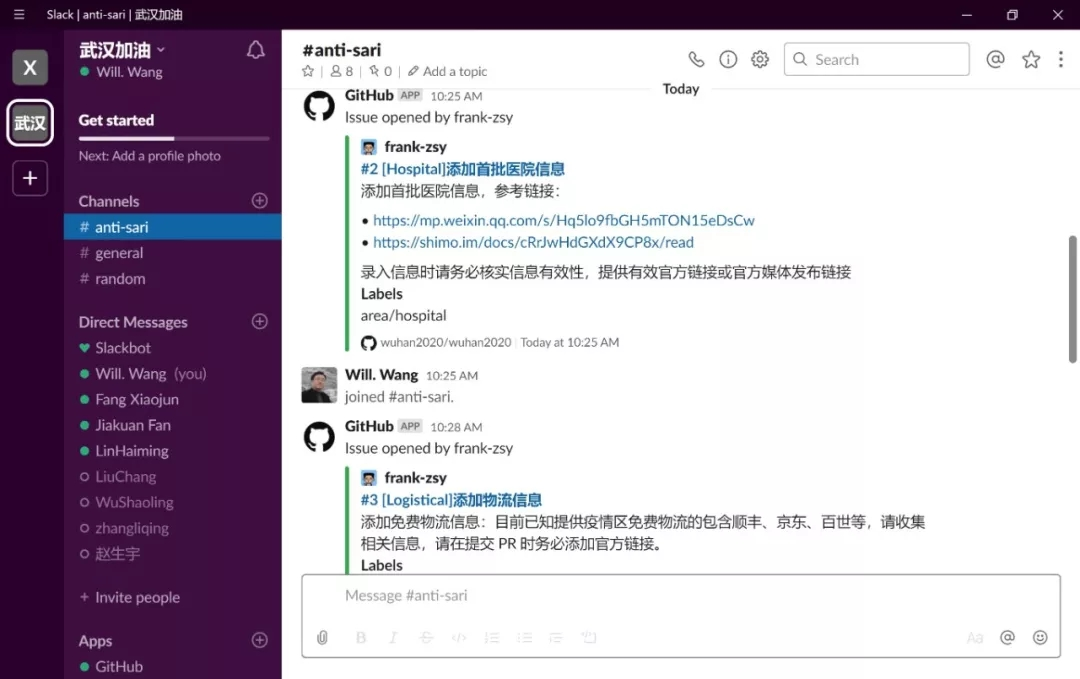 Slack | anti-sari | 武汉加油
X
武汉
+
武汉加油
Will. Wang
Get started
Next: Add a profile photo
Channels
# anti-sari
# general
# random
Direct Messages
Slackbot
Will. Wang (you)
Fang Xiaojun
Jiakuan Fan
LinHaiming
LiuChang
WuShaoling
zhangliqing
赵生宇
+ Invite people
Apps
GitHub
#anti-sari
8 | 0 | Add a topic
Search
Today
GitHub APP 10:25 AM
Issue opened by frank-zsy
frank-zsy
#2 [Hospital]添加首批医院信息
添加首批医院信息，参考链接：
• https://mp.weixin.qq.com/s/Hq5lo9fbGH5mTON15eDsCw
• https://shimo.im/docs/cRrJwHdGXdX9CP8x/read
录入信息时请务必核实信息有效性，提供有效官方链接或官方媒体发布链接
Labels
area/hospital
wuhan2020/wuhan2020 | Today at 10:25 AM
Will. Wang 10:25 AM
joined #anti-sari.
GitHub APP 10:28 AM
Issue opened by frank-zsy
frank-zsy
#3 [Logistical]添加物流信息
添加免费物流信息：目前已知提供疫情区免费物流的包含顺丰、京东、百世等，请收集
相关信息，请在提交 PR 时务必添加官方链接。
Labels
Message #anti-sari
B I S </> Aa @